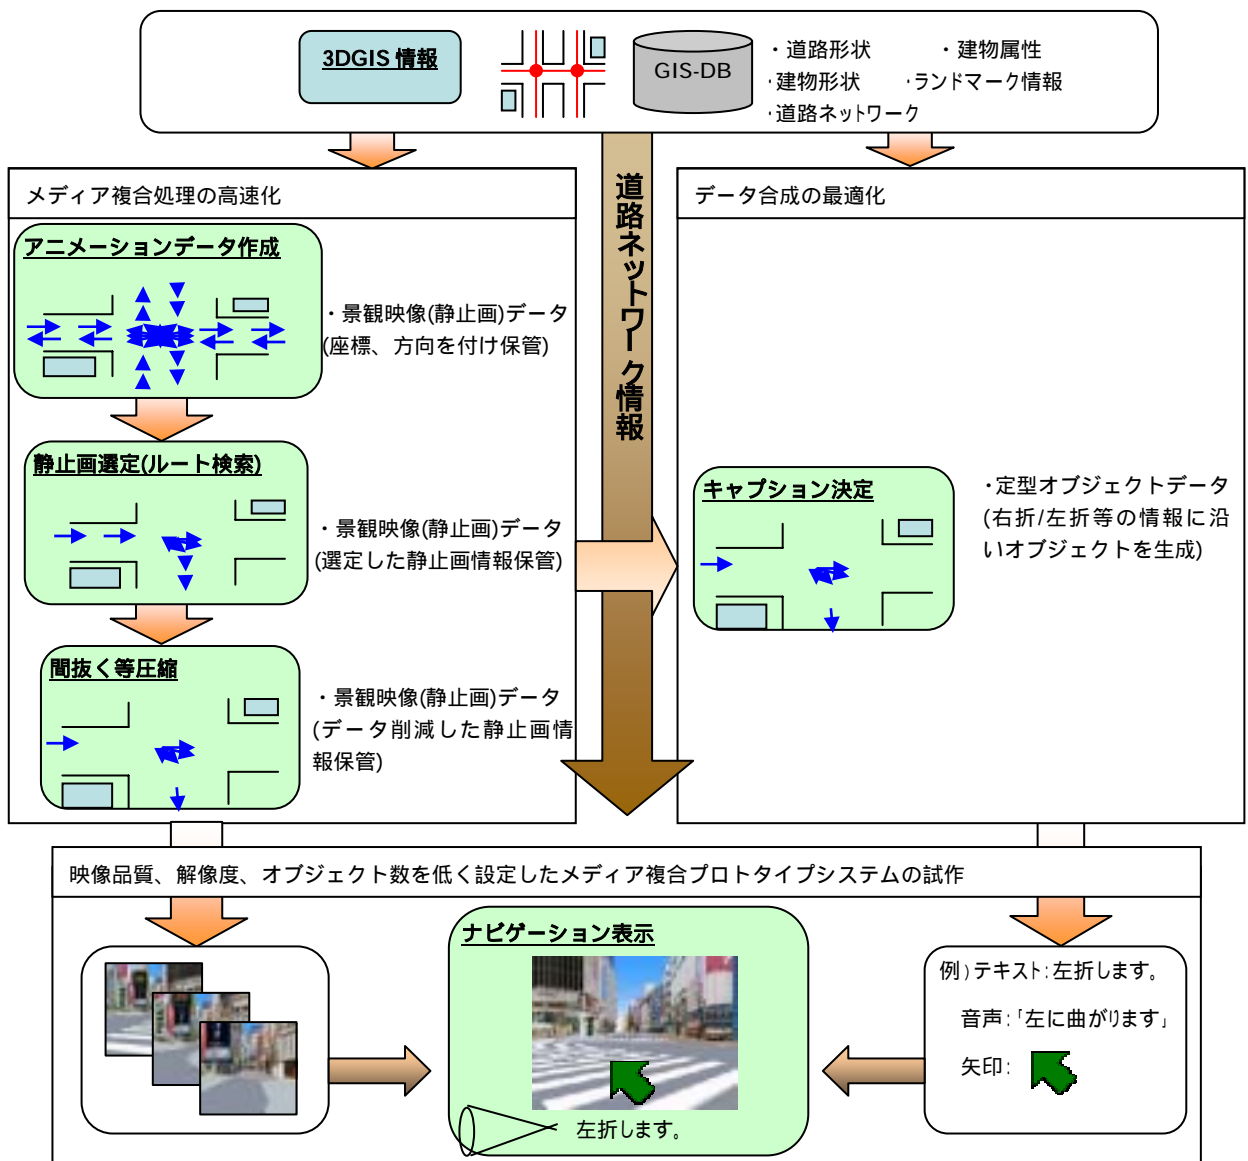 3DGIS 情報
GIS-DB
・道路形状
・建物属性
・建物形状
・ランドマーク情報
・道路ネットワーク
道路ネットワーク情報
メディア複合処理の高速化
アニメーションデータ作成
・景観映像(静止画)データ
(座標、方向を付け保管)
静止画選定(ルート検索)
・景観映像(静止画)データ
(選定した静止画情報保管)
間抜く等圧縮
・景観映像(静止画)データ
(データ削減した静止画情
報保管)
データ合成の最適化
キャプション決定
・定型オブジェクトデータ
(右折/左折等の情報に沿
いオブジェクトを生成)
映像品質、解像度、オブジェクト数を低く設定したメディア複合プロトタイプシステムの試作
ナビゲーション表示
左折します。
例)テキスト:左折します。
音声:「左に曲がります」
矢印: